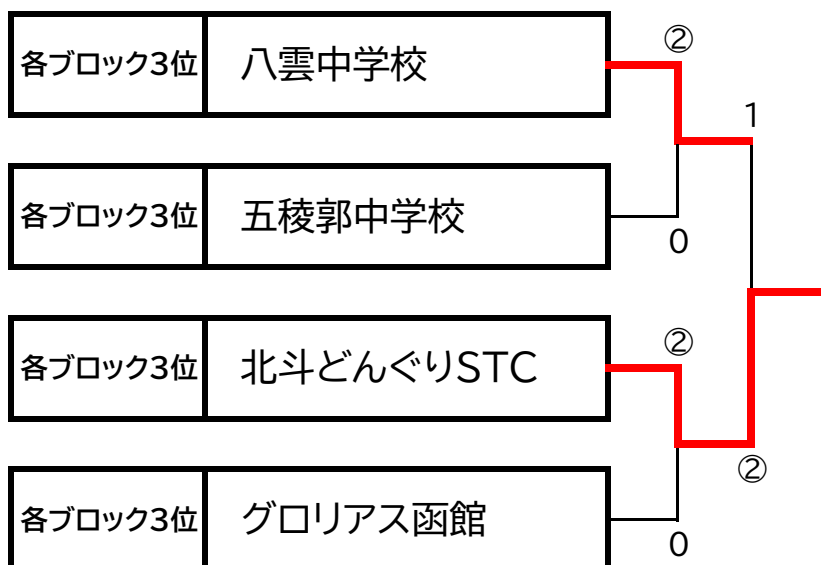 各ブロック3位 八雲中学校 ②
1
各ブロック3位 五稜郭中学校 0
各ブロック3位 北斗どんぐりSTC ②
②
各ブロック3位 グロリアス函館 0